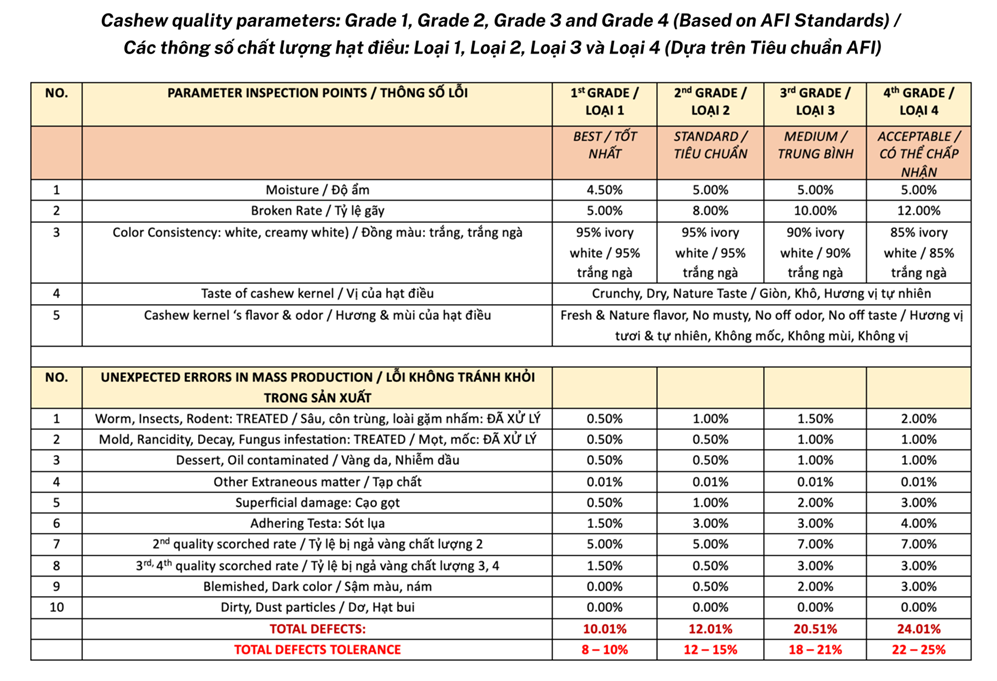 Cashew quality parameters: Grade 1, Grade 2, Grade 3 and Grade 4 (Based on AFI Standards) /
Các thông số chất lượng hạt điều: Loại 1, Loại 2, Loại 3 và Loại 4 (Dựa trên Tiêu chuẩn AFI)
NO. PARAMETER INSPECTION POINTS / THÔNG SỐ LỖI 1st GRADE / 2nd GRADE / 3rd GRADE / 4th GRADE /
LOẠI 1 LOẠI 2 LOẠI 3 LOẠI 4
BEST / TỐT STANDARD / MEDIUM / ACCEPTABLE /
NHẤT TIÊU CHUẨN TRUNG BÌNH CÓ THỂ CHẤP
NHẬN
1 Moisture / Độ ẩm 4.50% 5.00% 5.00% 5.00%
2 Broken Rate / Tỷ lệ gãy 5.00% 8.00% 10.00% 12.00%
3 Color Consistency: white, creamy white) / Đồng màu: trắng, trắng ngà 95% ivory 95% ivory 90% ivory 85% ivory
white / 95% white / 95% white / 90% white / 85%
trắng ngà trắng ngà trắng ngà trắng ngà
4 Taste of cashew kernel / Vị của hạt điều Crunchy, Dry, Nature Taste / Giòn, Khô, Hương vị tự nhiên
5 Cashew kernel ‘s flavor & odor / Hương & mùi của hạt điều Fresh & Nature flavor, No musty, No off odor, No off taste / Hương vị
tươi & tự nhiên, Không mốc, Không mùi, Không vị
NO. UNEXPECTED ERRORS IN MASS PRODUCTION / LỖI KHÔNG TRÁNH KHỎI
TRONG SẢN XUẤT
1 Worm, Insects, Rodent: TREATED / Sâu, côn trùng, loài gặm nhấm: ĐÃ XỬ LÝ 0.50% 1.00% 1.50% 2.00%
2 Mold, Rancidity, Decay, Fungus infestation: TREATED / Mọt, mốc: ĐÃ XỬ LÝ 0.50% 0.50% 1.00% 1.00%
3 Dessert, Oil contaminated / Vàng da, Nhiễm dầu 0.50% 0.50% 1.00% 1.00%
4 Other Extraneous matter / Tạp chất 0.01% 0.01% 0.01% 0.01%
5 Superficial damage: Cạo gọt 0.50% 1.00% 2.00% 3.00%
6 Adhering Testa: Sót lụa 1.50% 3.00% 3.00% 4.00%
7 2nd quality scorched rate / Tỷ lệ bị ngả vàng chất lượng 2 5.00% 5.00% 7.00% 7.00%
8 3rd, 4th quality scorched rate / Tỷ lệ bị ngả vàng chất lượng 3, 4 1.50% 0.50% 3.00% 3.00%
9 Blemished, Dark color / Sậm màu, nám 0.00% 0.50% 2.00% 3.00%
10 Dirty, Dust particles / Dơ, Hạt bui 0.00% 0.00% 0.00% 0.00%
TOTAL DEFECTS: 10.01% 12.01% 20.51% 24.01%
TOTAL DEFECTS TOLERANCE 8 – 10% 12 – 15% 18 – 21% 22 – 25%